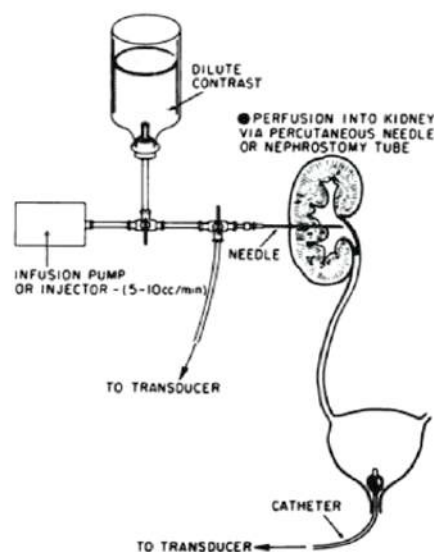 DILUTE
CONTRAST
●PERFUSION INTO KIDNEY
VIA PERCUTANEOUS NEEDLE
OR NEPHROSTOMY TUBE
NEEDLE
INFUSION PUMP
OR INJECTOR-(5-10cc/min)
TO TRANSDUCER
CATHETER
TO TRANSDUCER